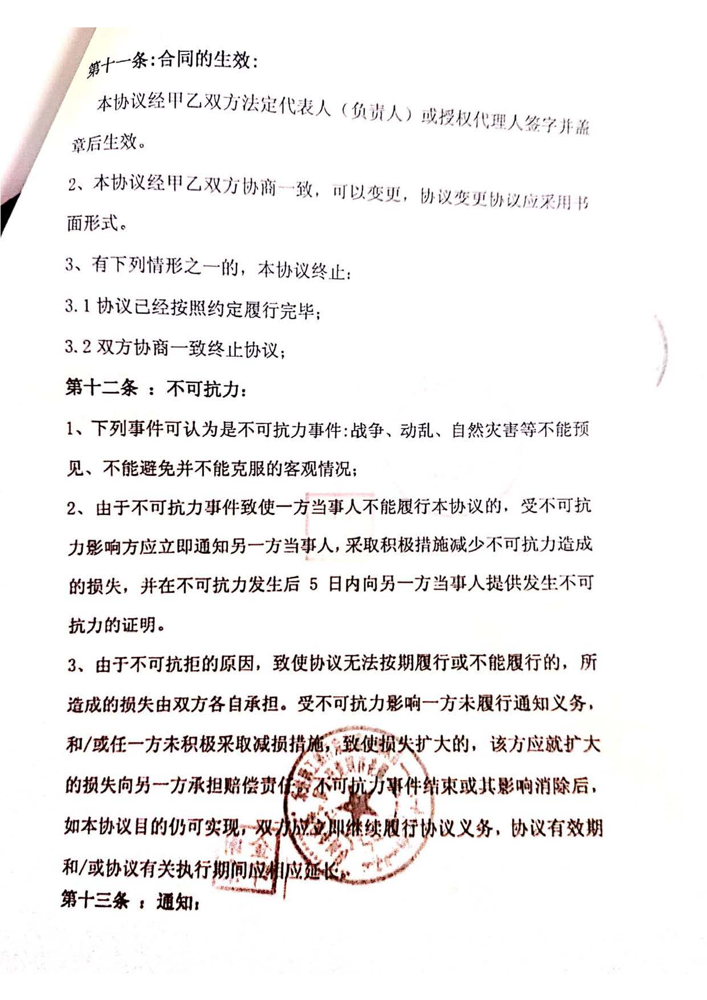 第十一条:合同的生效:
本协议经甲乙双方法定代表人（负责人）或授权代理人签字并盖
章后生效。
2、本协议经甲乙双方协商一致，可以变更，协议变更协议应采用书
面形式。
3、有下列情形之一的，本协议终止:
3.1 协议已经按照约定履行完毕;
3.2 双方协商一致终止协议;
第十二条 : 不可抗力:
1、下列事件可认为是不可抗力事件:战争、动乱、自然灾害等不能预
见、不能避免并不能克服的客观情况;
2、由于不可抗力事件致使一方当事人不能履行本协议的，受不可抗
力影响方应立即通知另一方当事人,采取积极措施减少不可抗力造成
的损失，并在不可抗力发生后 5 日内向另一方当事人提供发生不可
抗力的证明。
3、由于不可抗拒的原因，致使协议无法按期履行或不能履行的，所
造成的损失由双方各自承担。受不可抗力影响一方未履行通知义务，
和/或任一方未积极采取减损措施，致使损失扩大的，该方应就扩大
的损失向另一方承担赔偿责任。不可抗力事件结束或其影响消除后，
如本协议目的仍可实现，双方应立即继续履行协议义务，协议有效期
和/或协议有关执行期间应相应延长。
第十三条 : 通知: